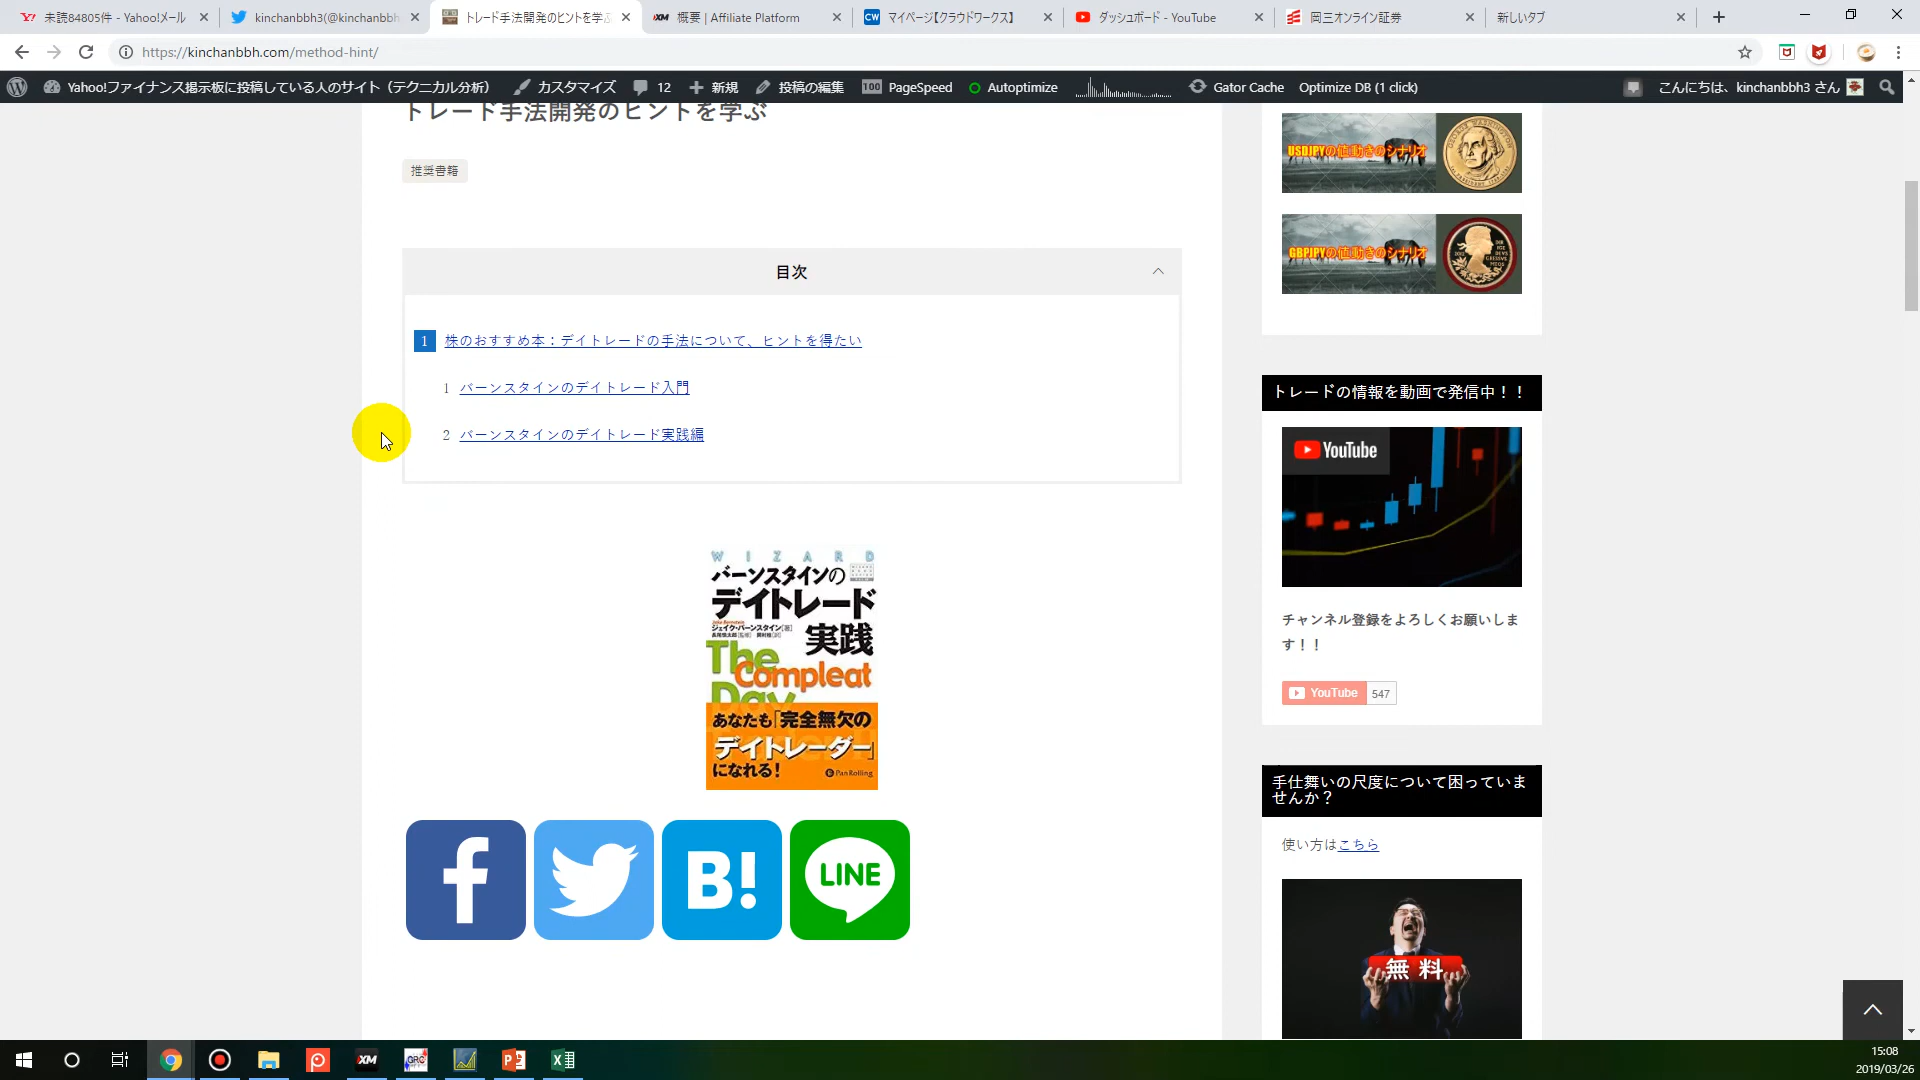 未読84805件 - Yahoo!メール
kinchanbbh3(@kinchanbbh
トレード手法開発のヒントを学ぶ
概要 | Affiliate Platform
マイページ【クラウドワークス】
ダッシュボード - YouTube
岡三オンライン証券
新しいタブ
https://kinchanbbh.com/method-hint/
Yahoo!ファイナンス掲示板に投稿している人のサイト（テクニカル分析）
カスタマイズ
12
新規
投稿の編集
100 PageSpeed
Autoptimize
Gator Cache
Optimize DB (1 click)
こんにちは、kinchanbbh3 さん
トレード手法開発のヒントを学ぶ
推奨書籍
目次
1 株のおすすめ本：デイトレードの手法について、ヒントを得たい
1 バーンスタインのデイトレード入門
2 バーンスタインのデイトレード実践編
WIZARD
バーンスタインの
デイトレード
ジェイク・バーンスタイン[著]
実践
The
Compleat
Day
あなたも「完全無欠の
デイトレーダー」
になれる！
PanRolling
LINE
B!
USDJPYの値動きのシナリオ
GBPJPYの値動きのシナリオ
トレードの情報を動画で発信中！！
YouTube
チャンネル登録をよろしくお願いしま
す！！
YouTube 547
手仕舞いの尺度について困っていま
せんか？
使い方はこちら
無料
XM
GRC
15:08
2019/03/26